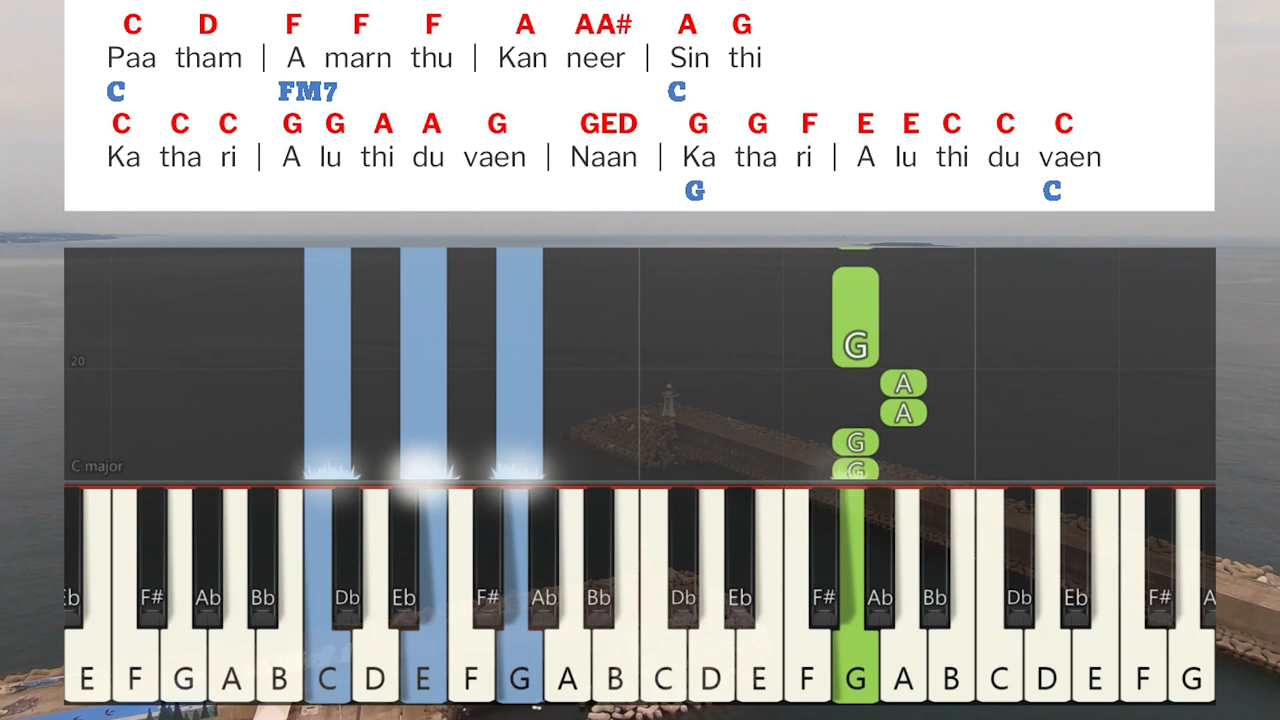 C D F F F A AA# A G
Paa tham | A marn thu | Kan neer | Sin thi
C FM7 C
C C C G G A A G GED G G F E E C C C
Ka tha ri | A lu thi du vaen | Naan | Ka tha ri | A lu thi du vaen
G C
G
20
A
A
G
C major
G
Eb F# Ab Bb Db Eb F# Ab Bb Db Eb F# Ab Bb Db Eb F# A
E F G A B C D E F G A B C D E F G A B C D E F G